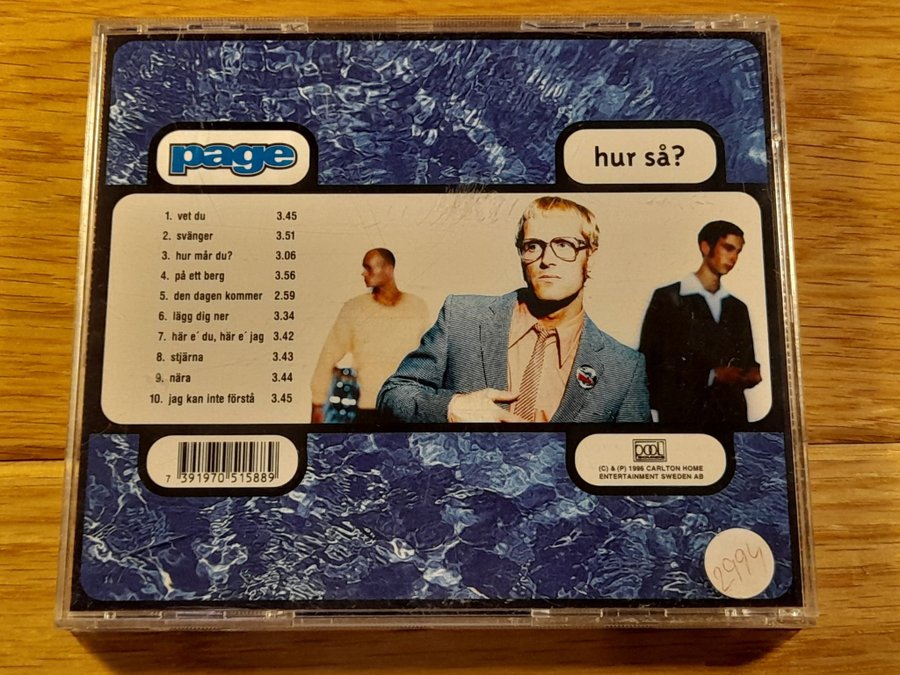 page
hur så?
1. vet du 3.45
2. svänger 3.51
3. hur mår du? 3.06
4. på ett berg 3.56
5. den dagen kommer 2.59
6. lägg dig ner 3.34
7. här e´ du, här e´ jag 3.42
8. stjärna 3.43
9. nära 3.44
10. jag kan inte förstå 3.45
7 391970 515889
pool
(C) & (P) 1996 CARLTON HOME
ENTERTAINMENT SWEDEN AB
2994